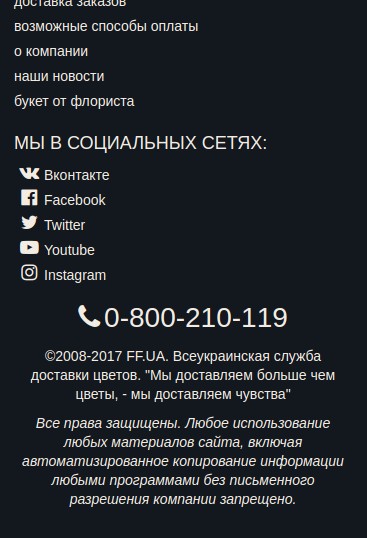 доставка заказов
возможные способы оплаты
о компании
наши новости
букет от флориста
МЫ В СОЦИАЛЬНЫХ СЕТЯХ:
Вконтакте
Facebook
Twitter
Youtube
Instagram
0-800-210-119
©2008-2017 FF.UA. Всеукраинская служба
доставки цветов. "Мы доставляем больше чем
цветы, - мы доставляем чувства"
Все права защищены. Любое использование
любых материалов сайта, включая
автоматизированное копирование информации
любыми программами без письменного
разрешения компании запрещено.